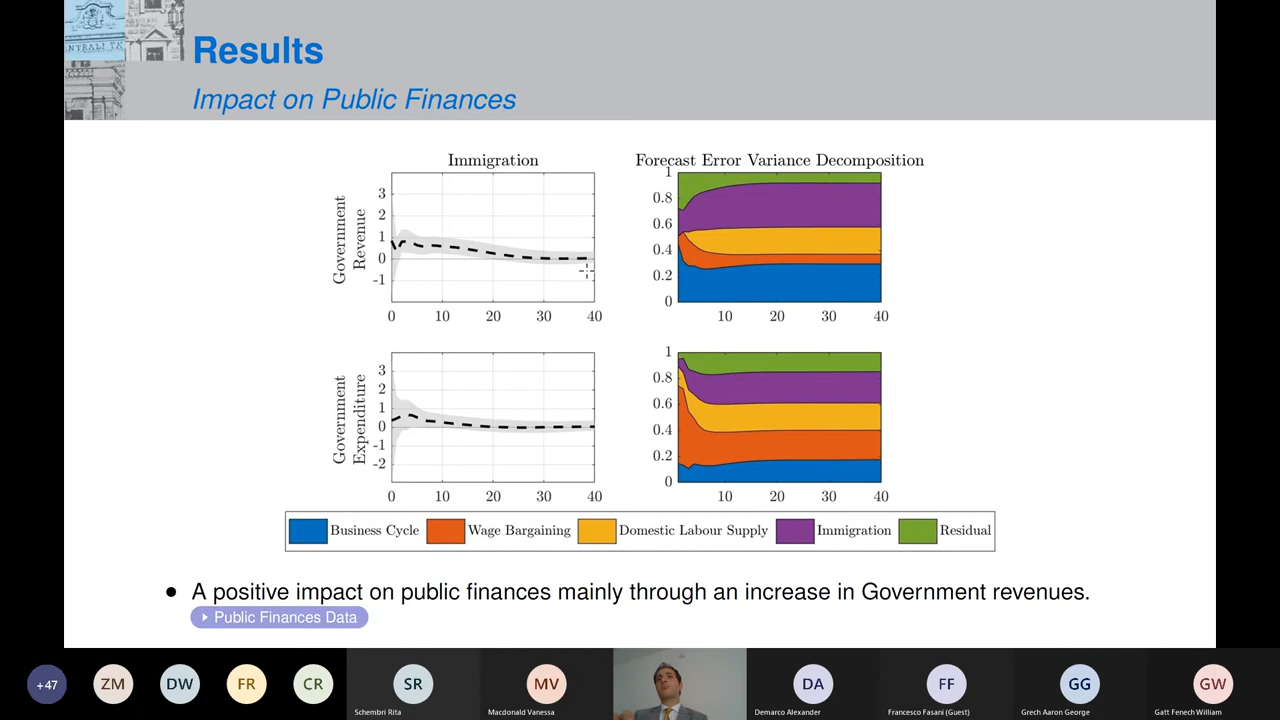 NTRALI TA
Results
Impact on Public Finances
Immigration
Forecast Error Variance Decomposition
Government
Revenue
3
2
1
0
-1
0
10
20
30
40
1
0.8
0.6
0.4
0.2
0
10
20
30
40
Government
Expenditure
3
2
1
0
-1
-2
0
10
20
30
40
1
0.8
0.6
0.4
0.2
0
10
20
30
40
Business Cycle
Wage Bargaining
Domestic Labour Supply
Immigration
Residual
• A positive impact on public finances mainly through an increase in Government revenues.
Public Finances Data
+47
ZM
DW
FR
CR
SR
Schembri Rita
MV
Macdonald Vanessa
DA
Demarco Alexander
FF
Francesco Fasani (Guest)
GG
Grech Aaron George
GW
Gatt Fenech William